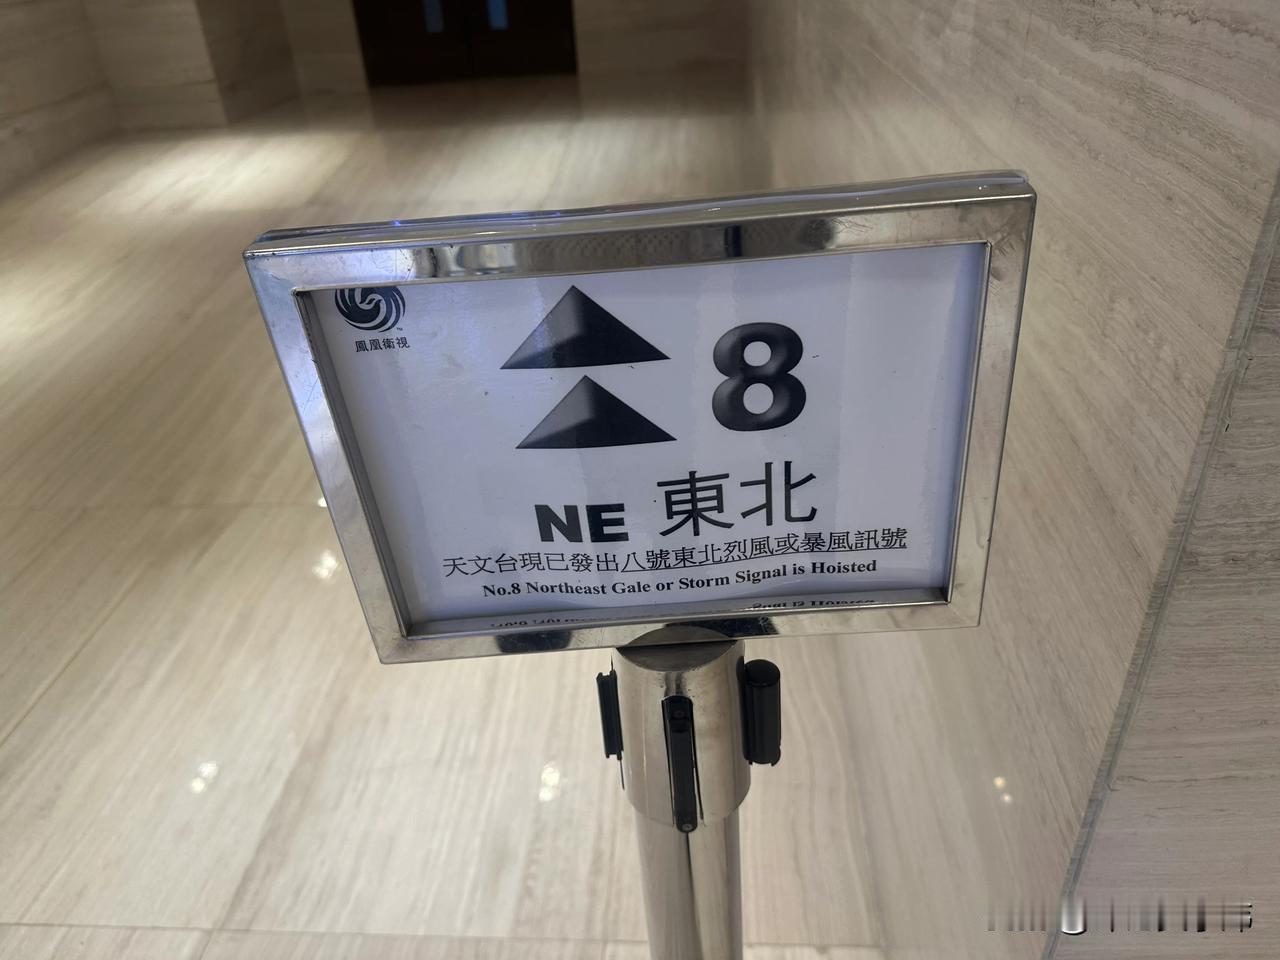 鳳凰衛視
8
NE 東北
天文台現已發出八號東北烈風或暴風訊號
No.8 Northeast Gale or Storm Signal is Hoisted